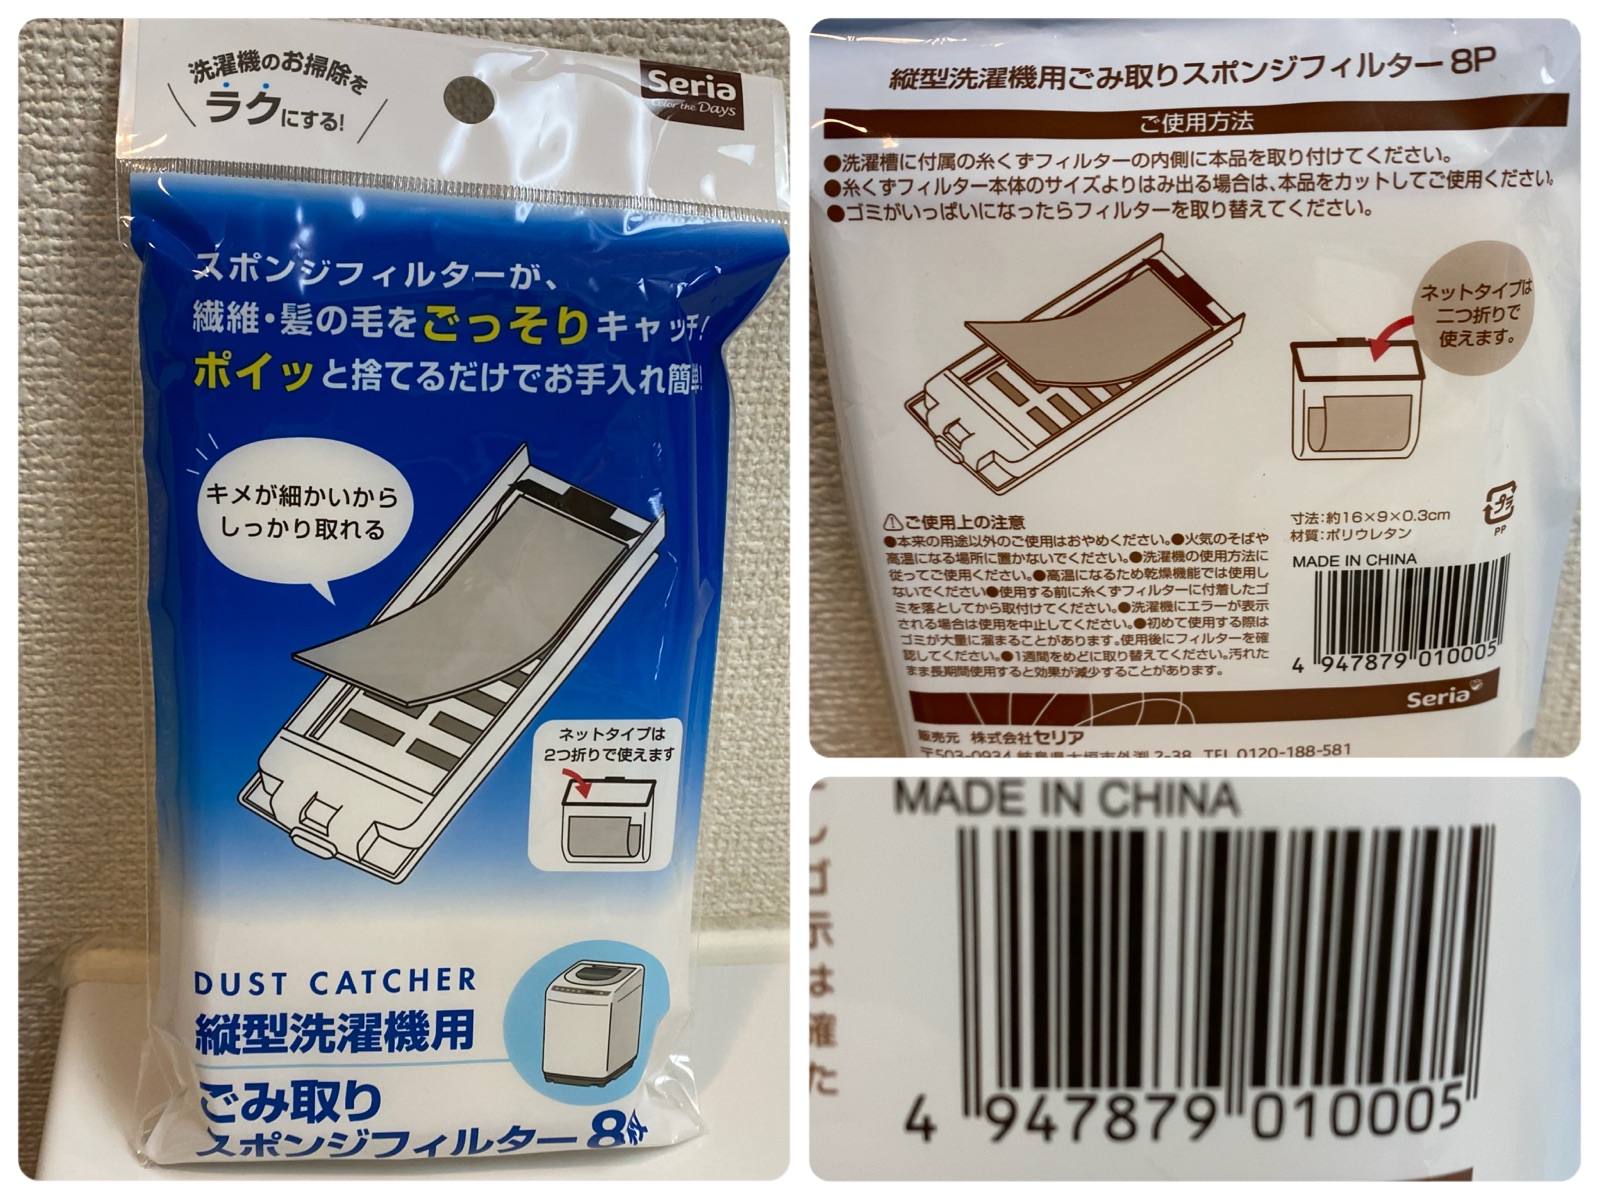 洗濯機のお掃除を
ラクにする!
Seria
Color the Days
スポンジフィルターが、
繊維・髪の毛をごっそりキャッチ!
ポイッと捨てるだけでお手入れ簡単!
キメが細かいから
しっかり取れる
ネットタイプは
2つ折りで使えます
DUST CATCHER
縦型洗濯機用
ごみ取り
スポンジフィルター 8枚
縦型洗濯機用ごみ取りスポンジフィルター 8P
ご使用方法
●洗濯槽に付属の糸くずフィルターの内側に本品を取り付けてください。
●糸くずフィルター本体のサイズよりはみ出る場合は、本品をカットしてご使用ください。
●ゴミがいっぱいになったらフィルターを取り替えてください。
ネットタイプは
二つ折りで
使えます。
⚠ご使用上の注意
●本来の用途以外のご使用はおやめください。●火気のそばや
高温になる場所に置かないでください。●洗濯機の使用方法に
従ってご使用ください。●高温になるため乾燥機能では使用し
ないでください●使用する前に糸くずフィルターに付着したゴ
ミを落としてから取付けてください。●洗濯機にエラーが表示
される場合は使用を中止してください。●初めて使用する際は
ゴミが大量に溜まることがあります。使用後にフィルターを確
認してください。●1週間をめどに取り替えてください。汚れた
まま長期間使用すると効果が減少することがあります。
寸法:約16×9×0.3cm
材質:ポリウレタン
プラ
PP
MADE IN CHINA
4 947879 010005
Seria
販売元 株式会社セリア
〒503-0934 岐阜県大垣市外渕 2-38 TEL 0120-188-581
MADE IN CHINA
し
ゴ
示
は
確
た
4 947879 010005